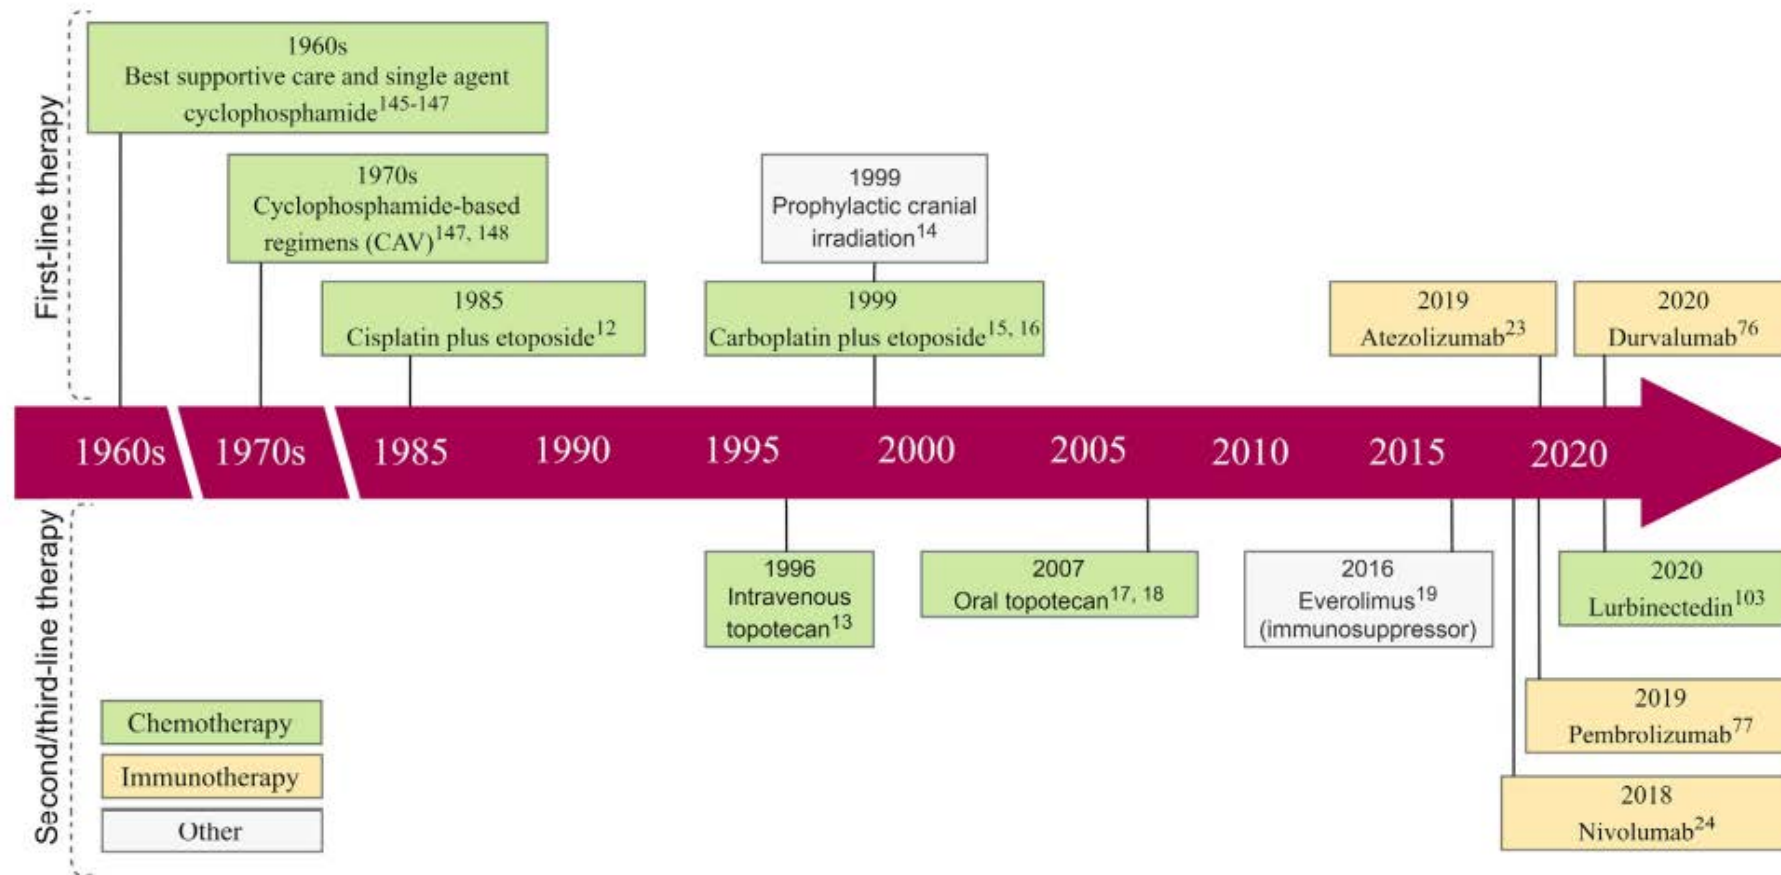 First-line therapy
1960s
Best supportive care and single agent
cyclophosphamide145-147
1970s
Cyclophosphamide-based
regimens (CAV)147, 148
1985
Cisplatin plus etoposide12
1999
Prophylactic cranial
irradiation14
1999
Carboplatin plus etoposide15, 16
2019
Atezolizumab23
2020
Durvalumab76
1960s 1970s 1985 1990 1995 2000 2005 2010 2015 2020
Second/third-line therapy
1996
Intravenous
topotecan13
2007
Oral topotecan17, 18
2016
Everolimus19
(immunosuppressor)
2020
Lurbinectedin103
2019
Pembrolizumab77
2018
Nivolumab24
Chemotherapy
Immunotherapy
Other